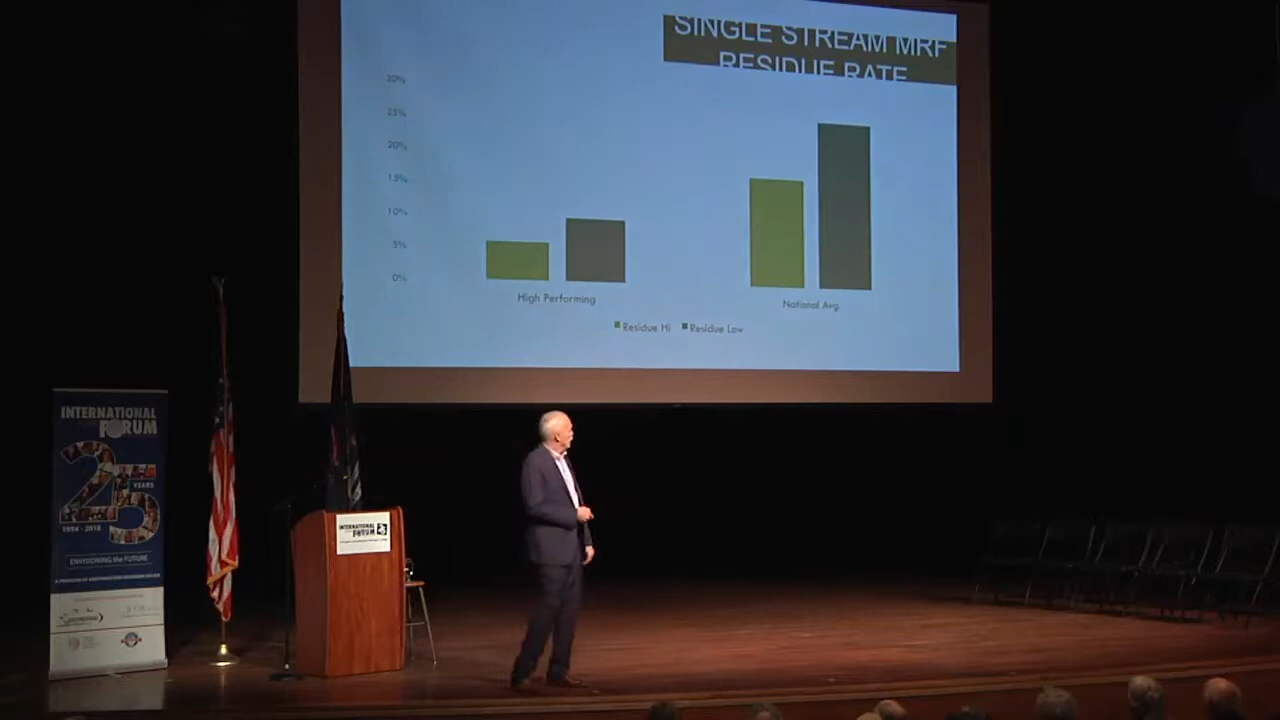 SINGLE STREAM MRF
RESIDUE RATE
30%
25%
20%
15%
10%
5%
0%
High Performing
National Avg.
Residue Hi
Residue Low
INTERNATIONAL
FORUM
25
YEARS
1994 - 2018
ENVISIONING the FUTURE
INTERNATIONAL
FORUM